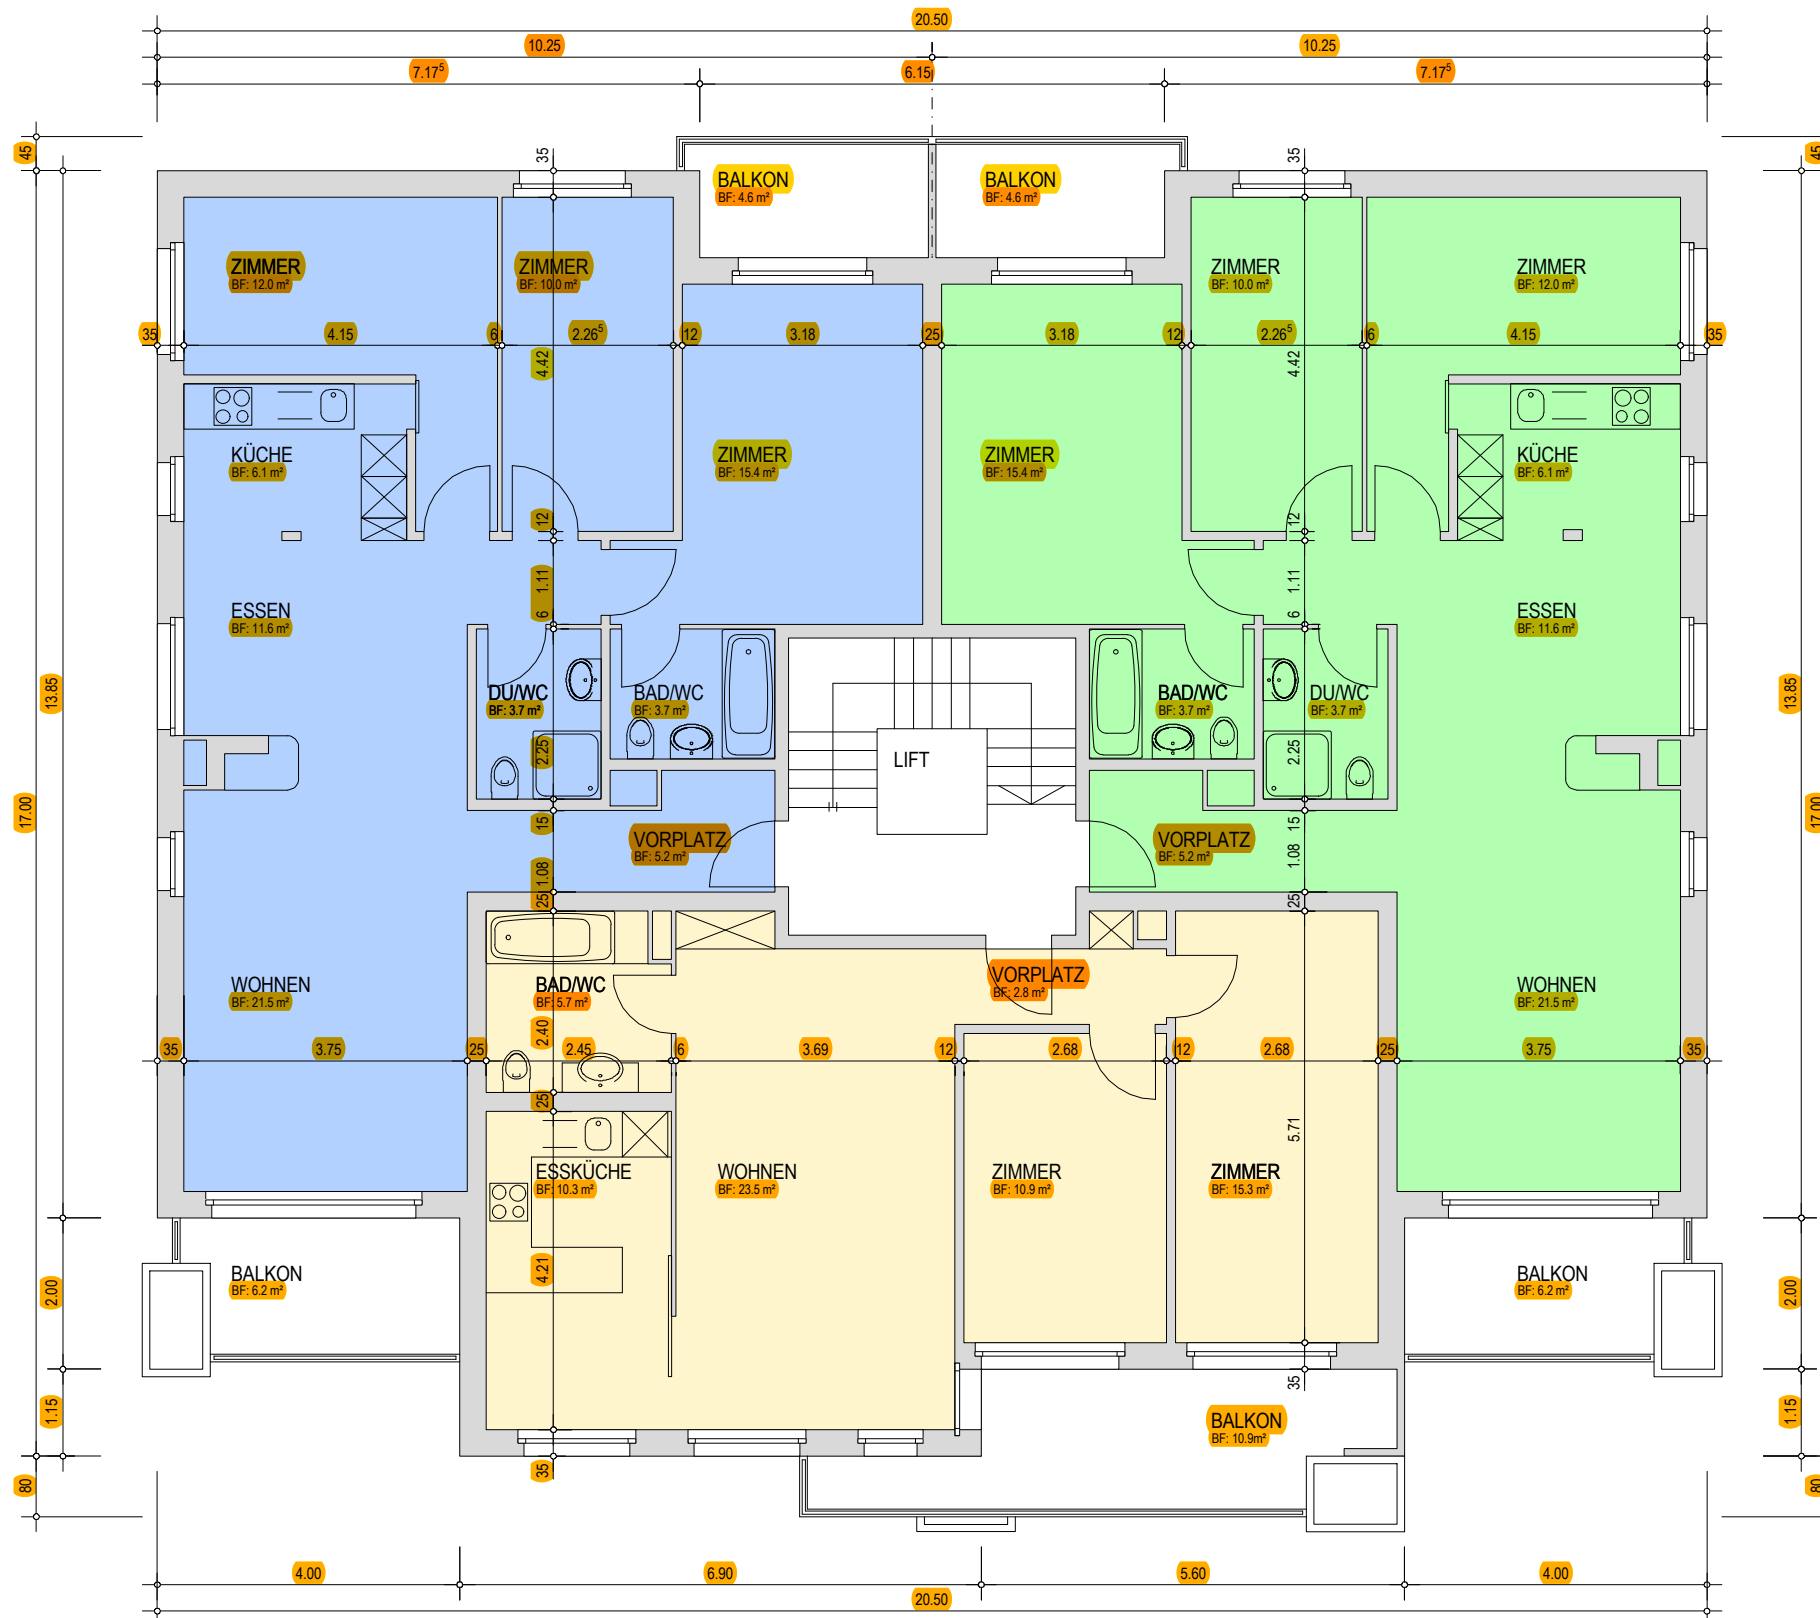 20.50
10.25
10.25
7.17⁵
6.15
7.17⁵
45
35
35
45
BALKON
BF: 4.6 m²
BALKON
BF: 4.6 m²
ZIMMER
BF: 12.0 m²
ZIMMER
BF: 10.0 m²
ZIMMER
BF: 10.0 m²
ZIMMER
BF: 12.0 m²
35
4.15
6
2.26⁵
12
3.18
25
3.18
12
2.26⁵
6
4.15
35
4.42
4.42
KÜCHE
BF: 6.1 m²
ZIMMER
BF: 15.4 m²
ZIMMER
BF: 15.4 m²
KÜCHE
BF: 6.1 m²
12
12
1.11
1.11
ESSEN
BF: 11.6 m²
6
6
ESSEN
BF: 11.6 m²
13.85
13.85
DU/WC
BF: 3.7 m²
BAD/WC
BF: 3.7 m²
BAD/WC
BF: 3.7 m²
DU/WC
BF: 3.7 m²
2.25
LIFT
2.25
17.00
17.00
15
15
VORPLATZ
BF: 5.2 m²
VORPLATZ
BF: 5.2 m²
1.08
1.08
25
25
WOHNEN
BF: 21.5 m²
BAD/WC
BF: 5.7 m²
VORPLATZ
BF: 2.8 m²
WOHNEN
BF: 21.5 m²
2.40
35
3.75
25
2.45
6
3.69
12
2.68
12
2.68
25
3.75
35
25
5.71
ESSKÜCHE
BF: 10.3 m²
WOHNEN
BF: 23.5 m²
ZIMMER
BF: 10.9 m²
ZIMMER
BF: 15.3 m²
4.21
BALKON
BF: 6.2 m²
BALKON
BF: 6.2 m²
2.00
2.00
35
1.15
1.15
BALKON
BF: 10.9m²
35
80
80
4.00
6.90
5.60
4.00
20.50